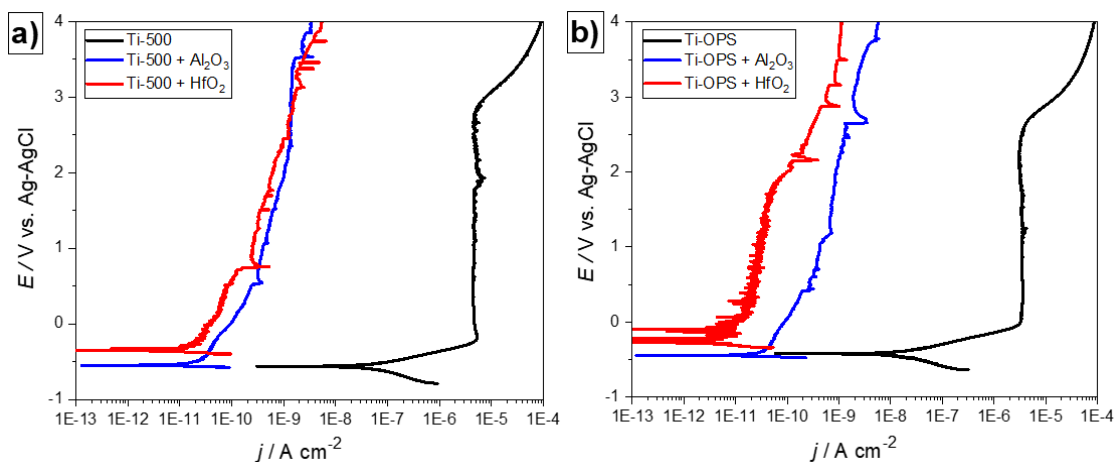 a)
Ti-500
Ti-500 + Al₂O₃
Ti-500 + HfO₂
E / V vs. Ag-AgCl
4
3
2
1
0
-1
1E-13 1E-12 1E-11 1E-10 1E-9 1E-8 1E-7 1E-6 1E-5 1E-4
j / A cm⁻²
b)
Ti-OPS
Ti-OPS + Al₂O₃
Ti-OPS + HfO₂
E / V vs. Ag-AgCl
4
3
2
1
0
-1
1E-13 1E-12 1E-11 1E-10 1E-9 1E-8 1E-7 1E-6 1E-5 1E-4
j / A cm⁻²